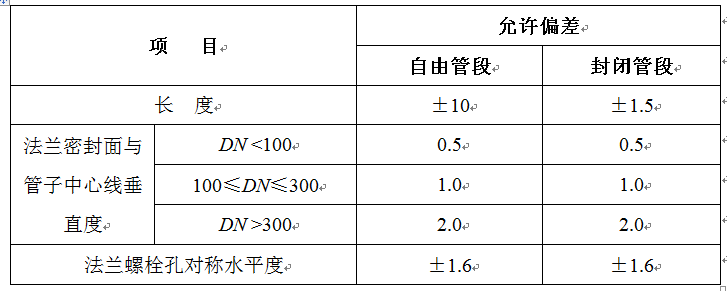 项 目 允许偏差
自由管段 封闭管段
长 度 ±10 ±1.5
法兰密封面与管子中心线垂直度 DN<100 0.5 0.5
100≤DN≤300 1.0 1.0
DN>300 2.0 2.0
法兰螺栓孔对称水平度 ±1.6 ±1.6